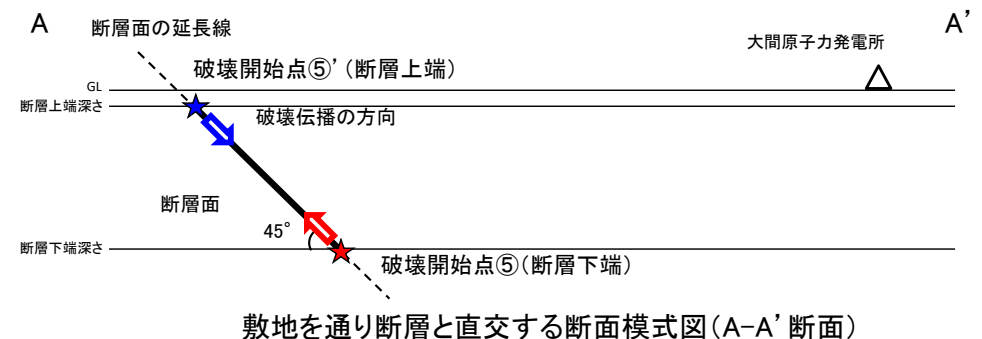 A
A’
断層面の延長線
大間原子力発電所
破壊開始点⑤’(断層上端)
GL
断層上端深さ
破壊伝播の方向
断層面
45°
断層下端深さ
破壊開始点⑤(断層下端)
敷地を通り断層と直交する断面模式図(A-A’断面)